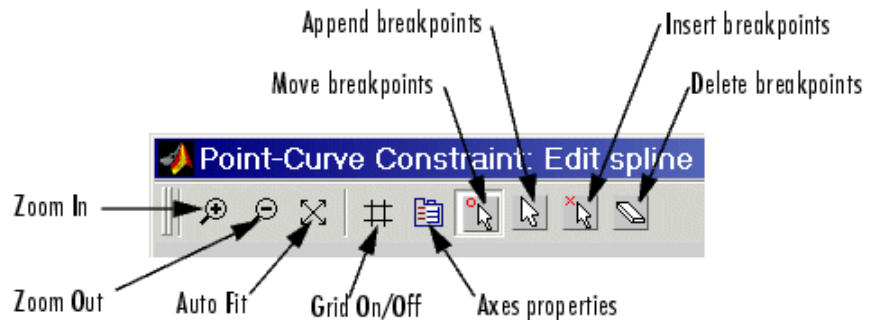 Append breakpoints
Insert breakpoints
Move breakpoints
Delete breakpoints
Point-Curve Constraint: Edit spline
Zoom In
Zoom Out
Auto Fit
Grid On/Off
Axes properties